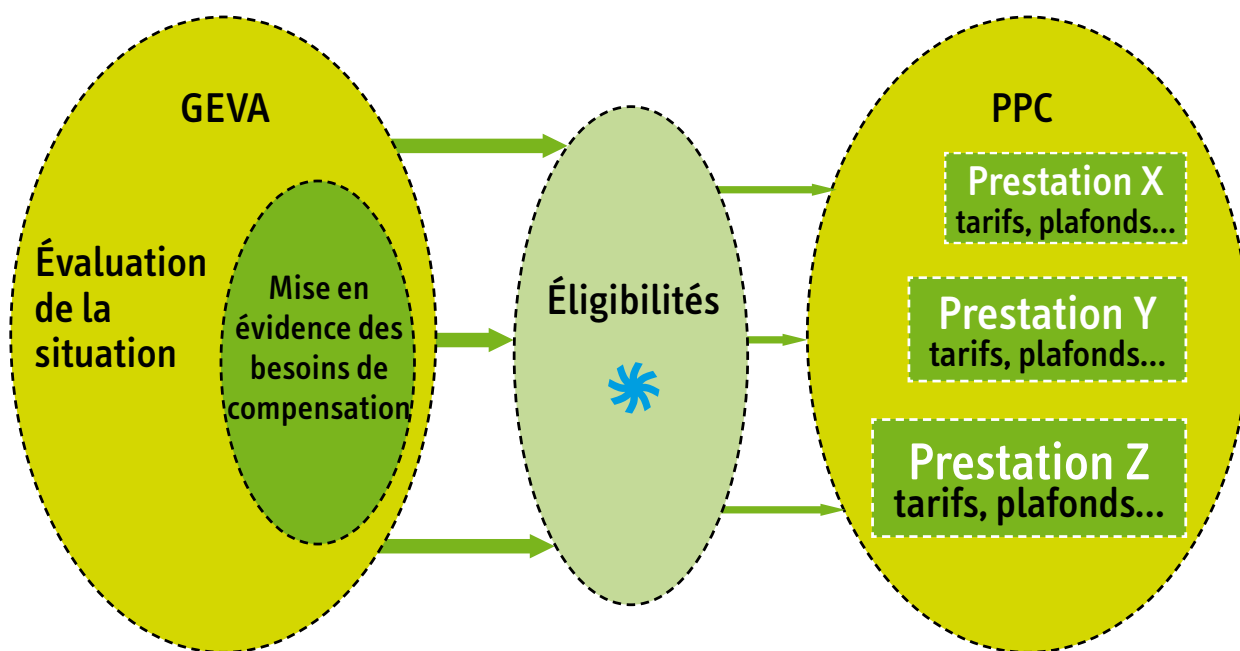 GEVA
Évaluation
de la
situation
Mise en
évidence des
besoins de
compensation
Éligibilités
PPC
Prestation X
tarifs, plafonds...
Prestation Y
tarifs, plafonds...
Prestation Z
tarifs, plafonds...